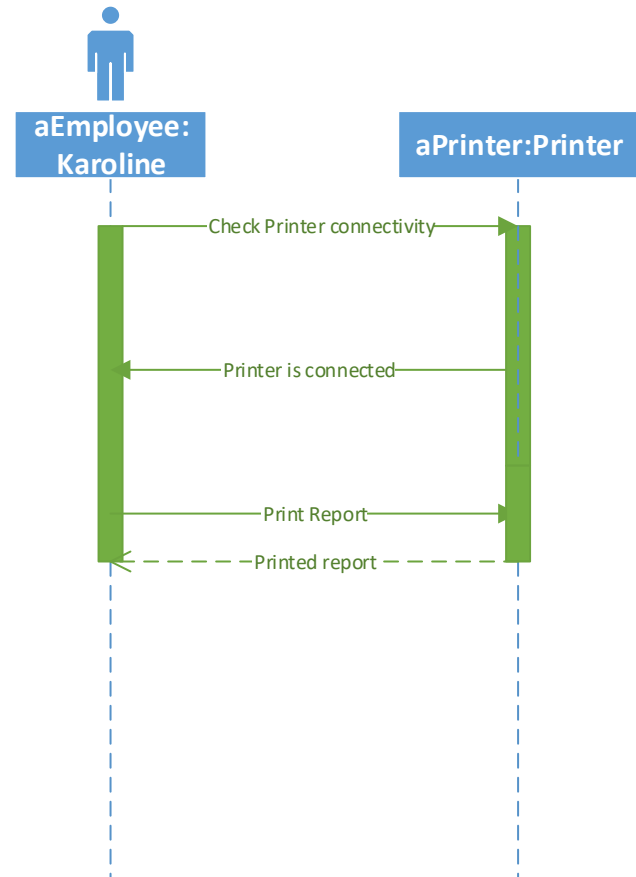 aEmployee:
Karoline
aPrinter:Printer
Check Printer connectivity
Printer is connected
Print Report
Printed report